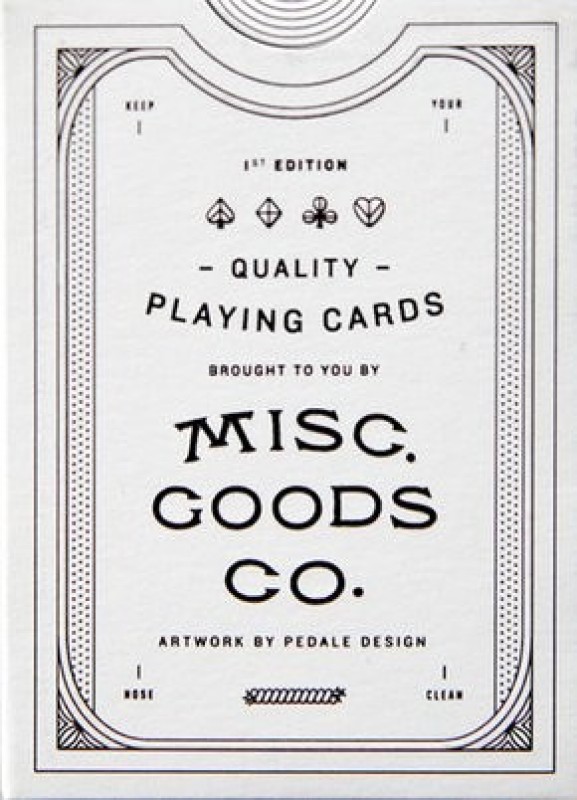 KEEP YOUR
1ST EDITION
– QUALITY –
PLAYING CARDS
BROUGHT TO YOU BY
MISC.
GOODS
CO.
ARTWORK BY PEDALE DESIGN
NOSE CLEAN